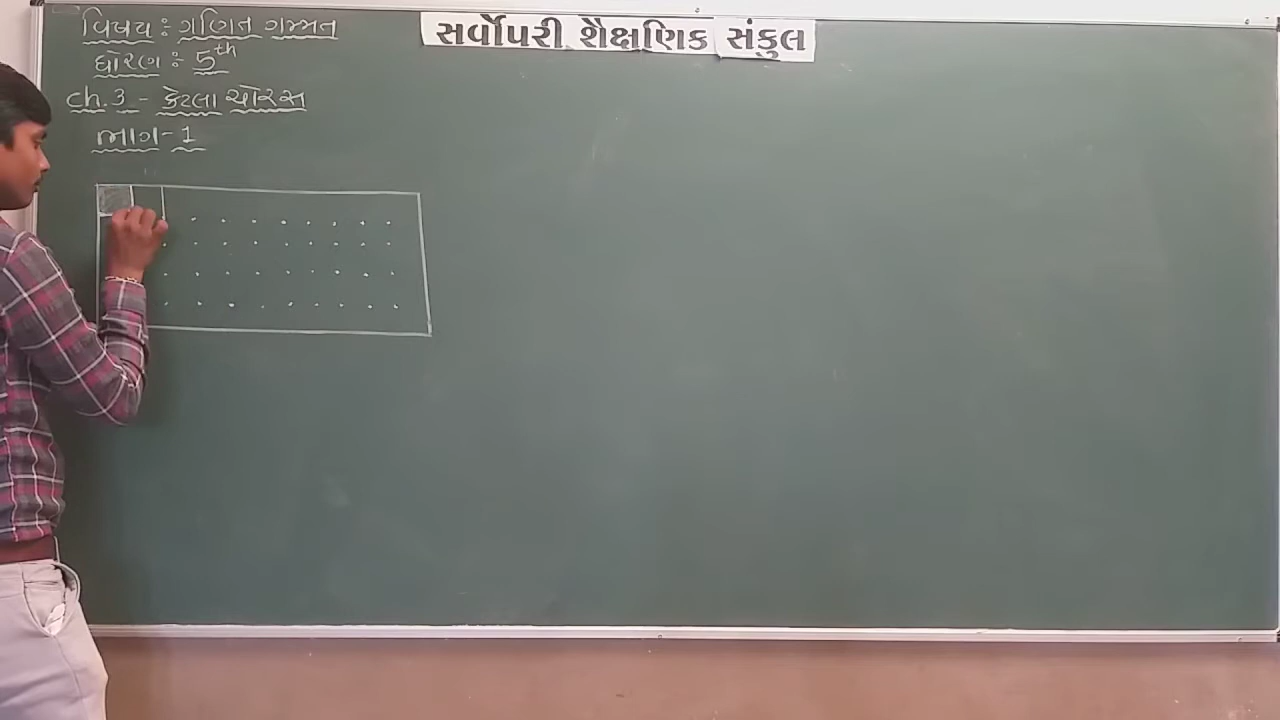 વિષય : ગણિત ગમ્મત
ધોરણ : 5th
ch.3 - કેટલા ચોરસ
ભાગ-1
સર્વોપરી શૈક્ષણિક સંકુલ